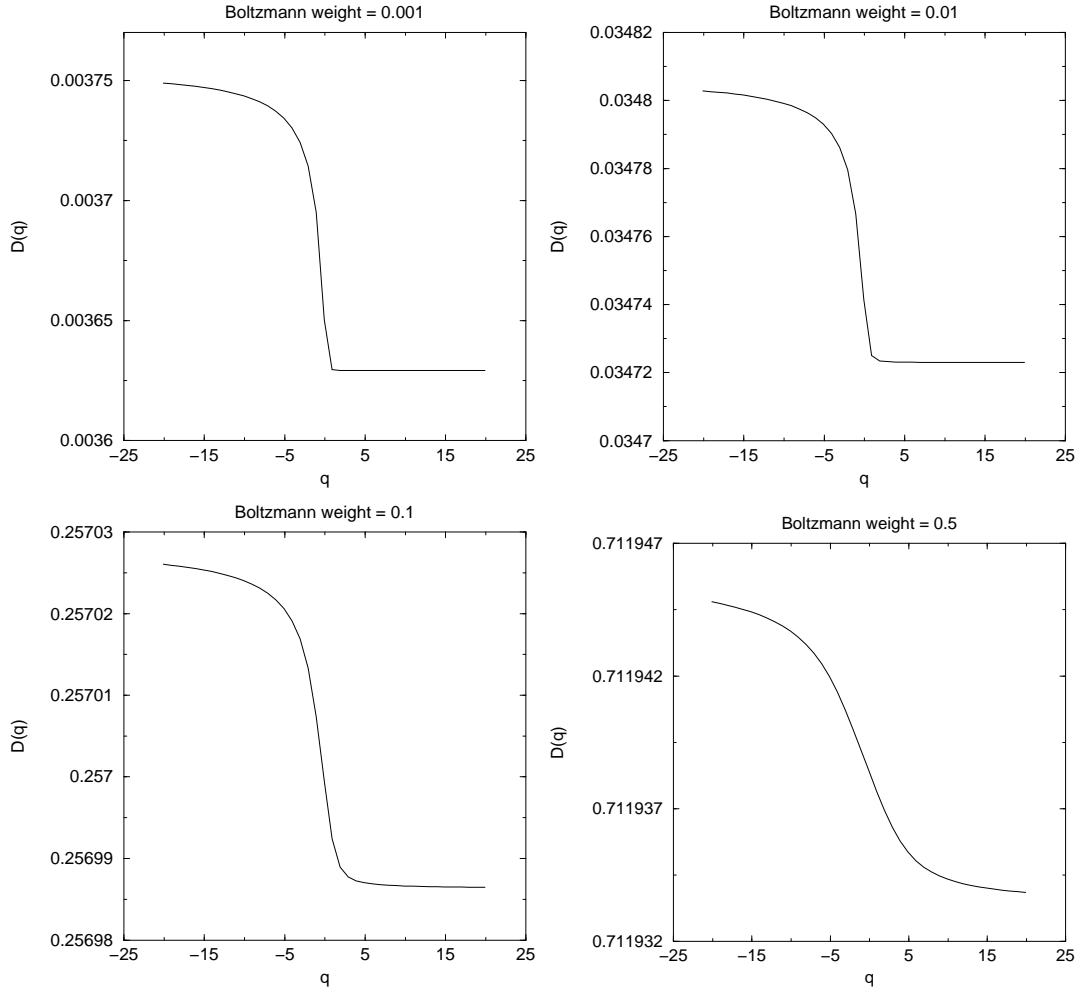 Boltzmann weight = 0.001
0.00375
0.0037
0.00365
0.0036
D(q)
−25 −15 −5 5 15 25
q
Boltzmann weight = 0.01
0.03482
0.0348
0.03478
0.03476
0.03474
0.03472
0.0347
D(q)
−25 −15 −5 5 15 25
q
Boltzmann weight = 0.1
0.25703
0.25702
0.25701
0.257
0.25699
0.25698
D(q)
−25 −15 −5 5 15 25
q
Boltzmann weight = 0.5
0.711947
0.711942
0.711937
0.711932
D(q)
−25 −15 −5 5 15 25
q